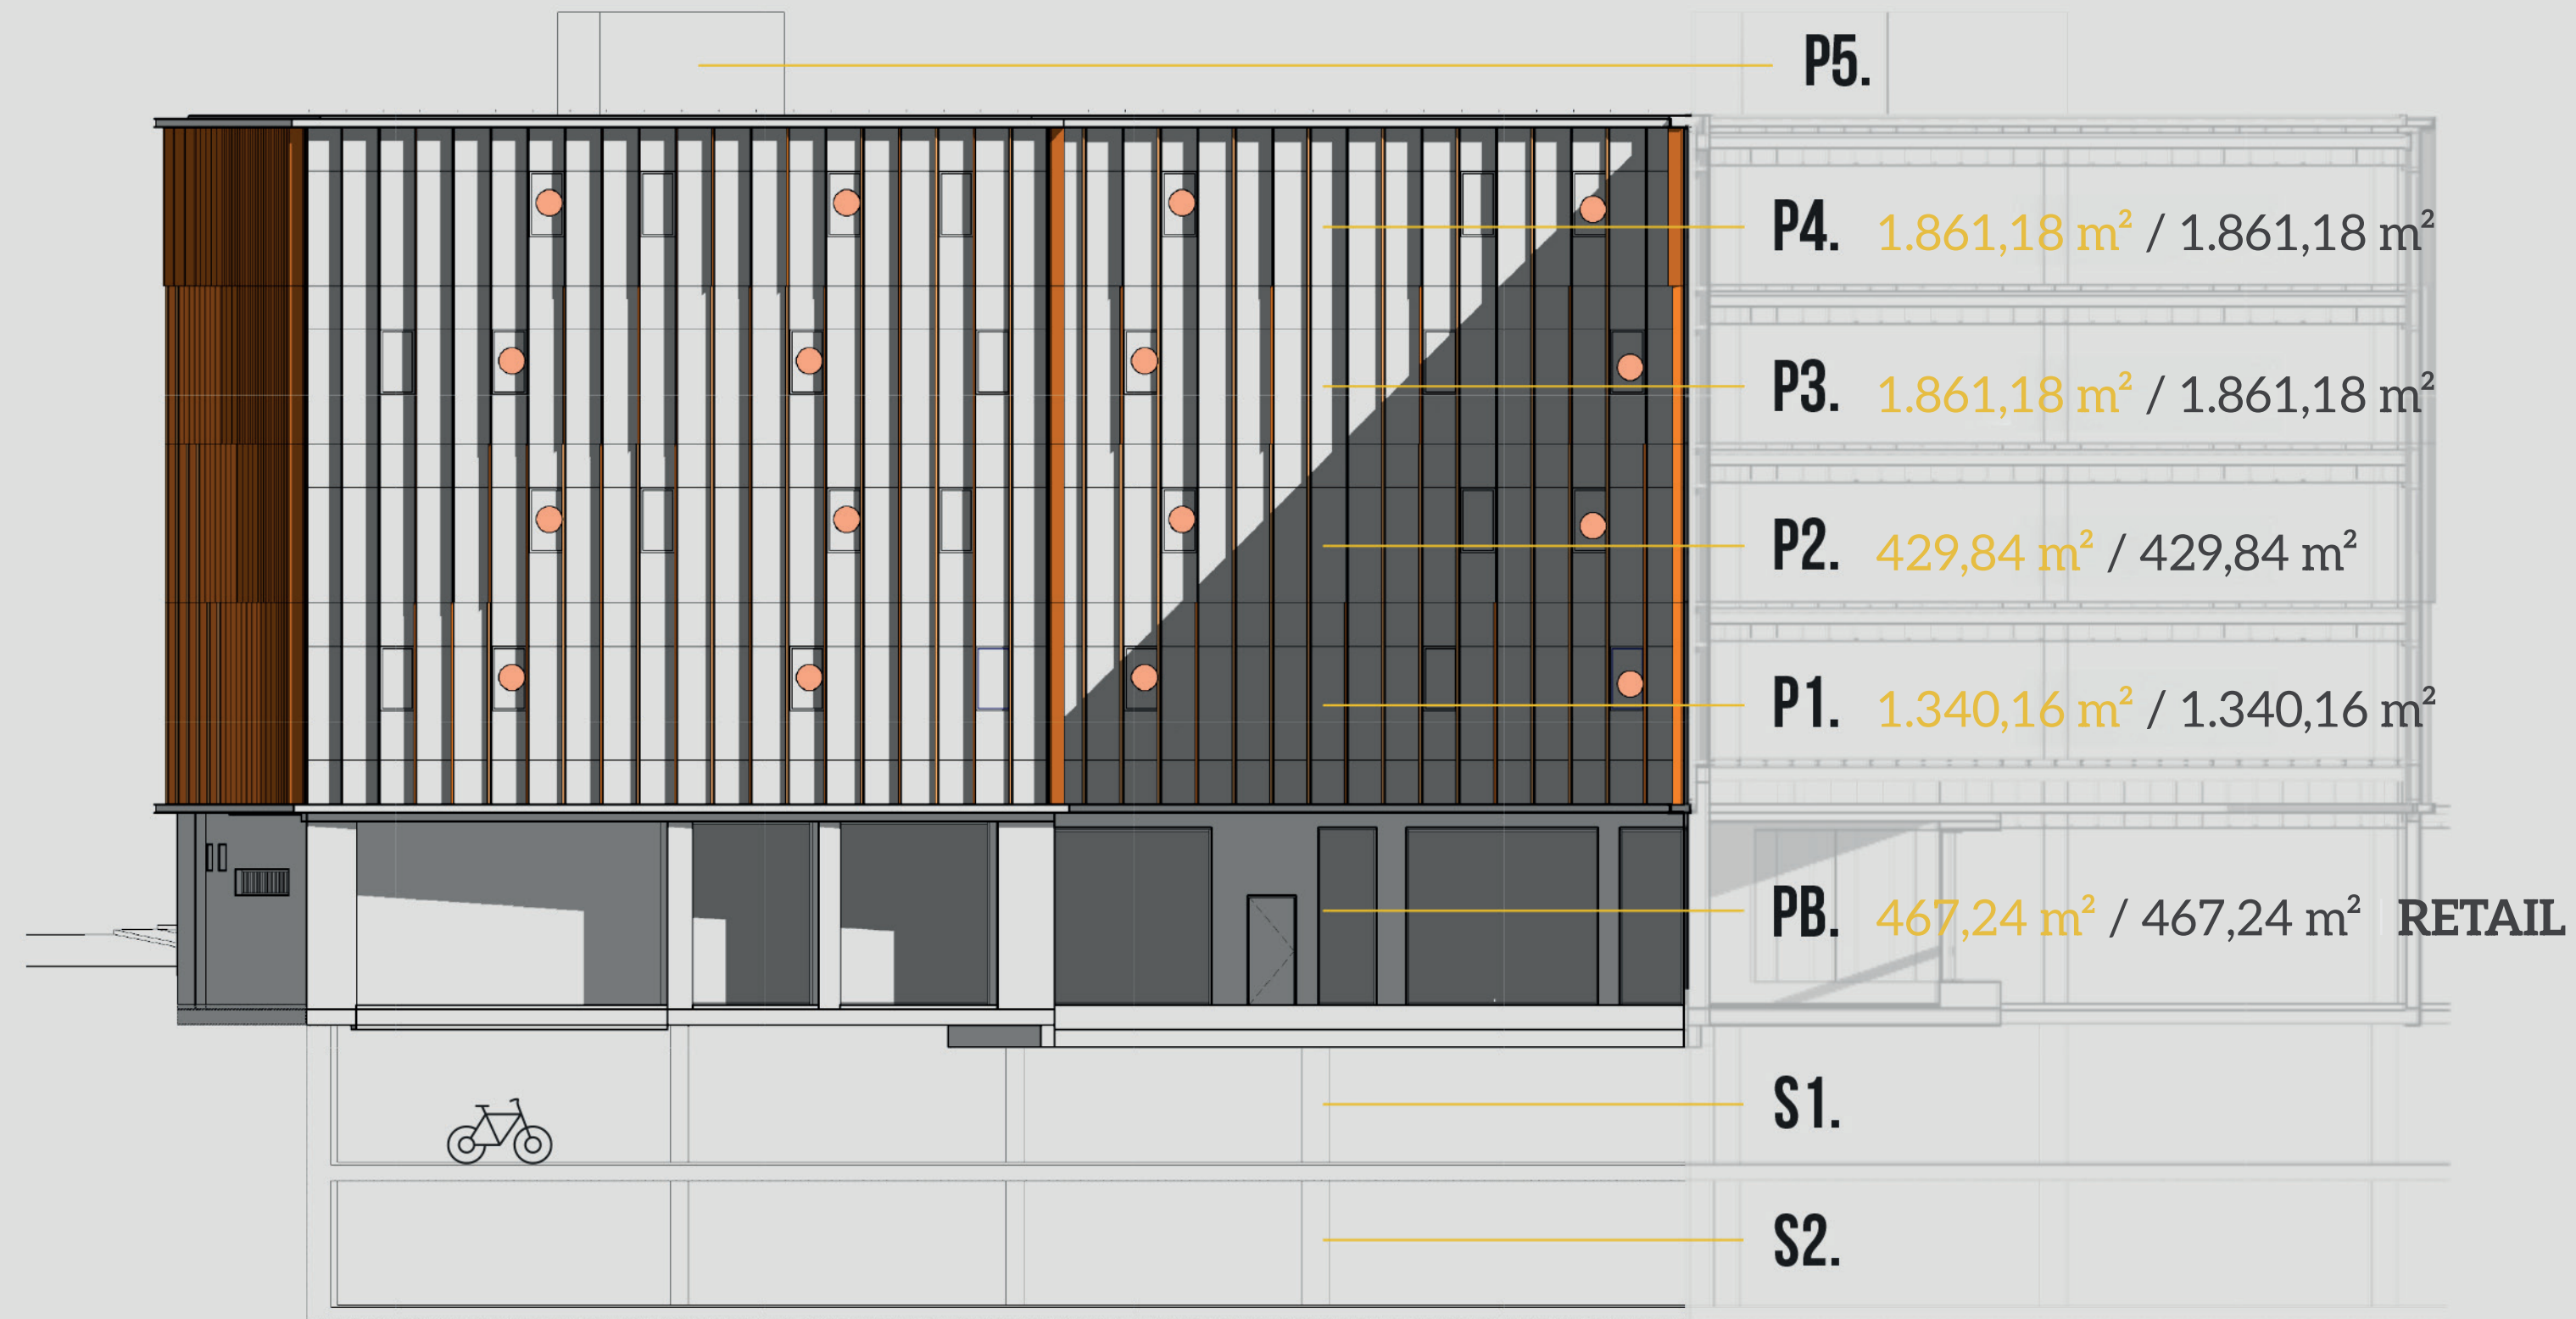 P5.
P4. 1.861,18 m² / 1.861,18 m²
P3. 1.861,18 m² / 1.861,18 m²
P2. 429,84 m² / 429,84 m²
P1. 1.340,16 m² / 1.340,16 m²
PB. 467,24 m² / 467,24 m² RETAIL
S1.
S2.